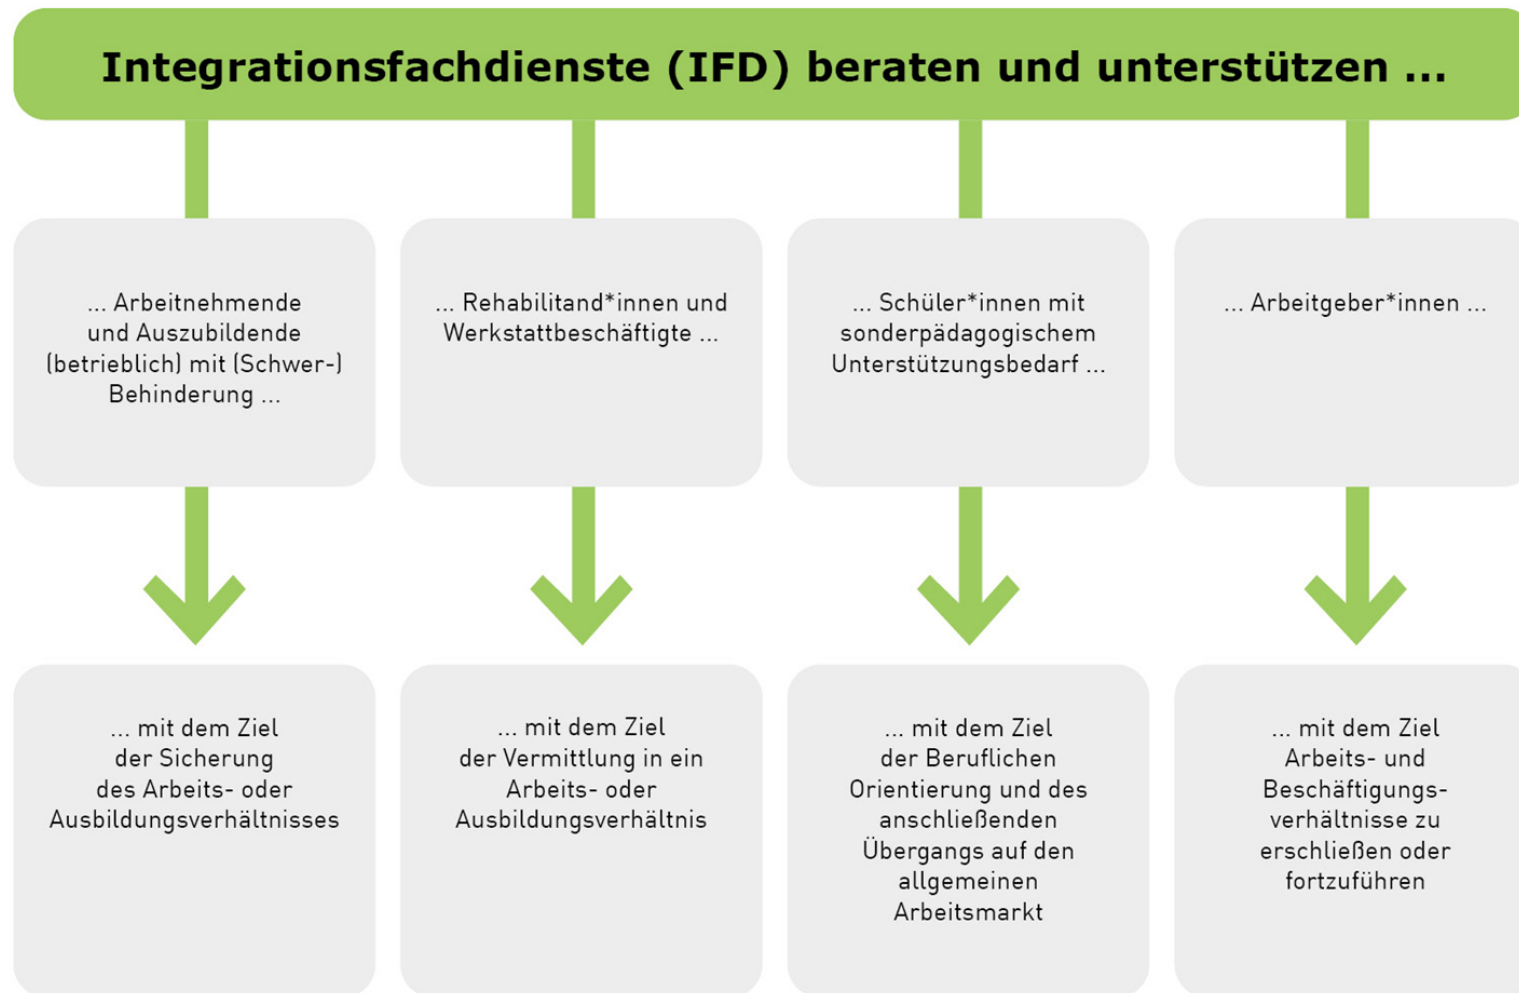 Integrationsfachdienste (IFD) beraten und unterstützen ...
... Arbeitnehmende
und Auszubildende
(betrieblich) mit (Schwer-)
Behinderung ...
... Rehabilitand*innen und
Werkstattbeschäftigte ...
... Schüler*innen mit
sonderpädagogischem
Unterstützungsbedarf ...
... Arbeitgeber*innen ...
... mit dem Ziel
der Sicherung
des Arbeits- oder
Ausbildungsverhältnisses
... mit dem Ziel
der Vermittlung in ein
Arbeits- oder
Ausbildungsverhältnis
... mit dem Ziel
der Beruflichen
Orientierung und des
anschließenden
Übergangs auf den
allgemeinen
Arbeitsmarkt
... mit dem Ziel
Arbeits- und
Beschäftigungs-
verhältnisse zu
erschließen oder
fortzuführen